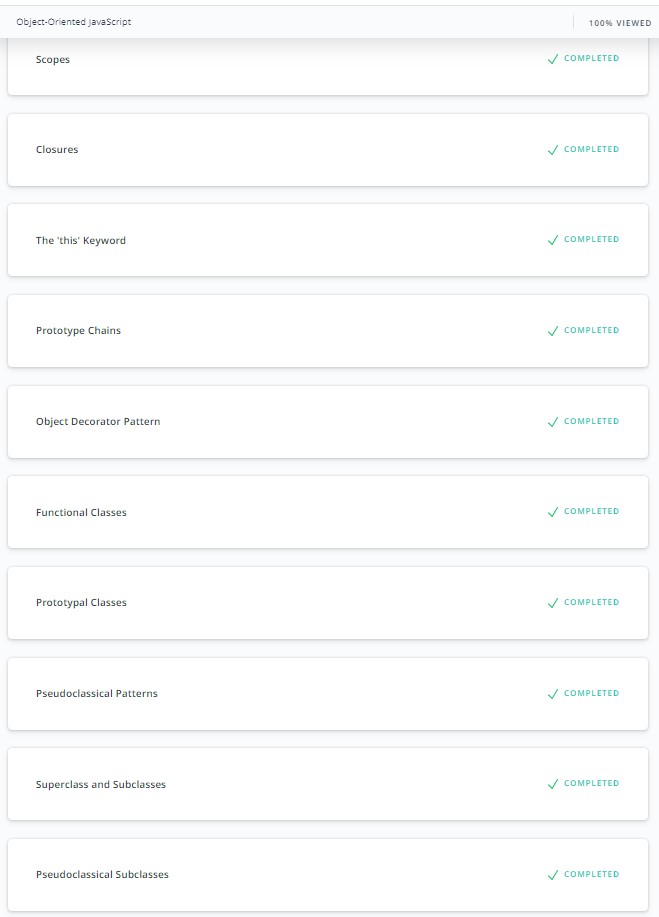 Object-Oriented JavaScript
100% VIEWED
Scopes
COMPLETED
Closures
COMPLETED
The 'this' Keyword
COMPLETED
Prototype Chains
COMPLETED
Object Decorator Pattern
COMPLETED
Functional Classes
COMPLETED
Prototypal Classes
COMPLETED
Pseudoclassical Patterns
COMPLETED
Superclass and Subclasses
COMPLETED
Pseudoclassical Subclasses
COMPLETED